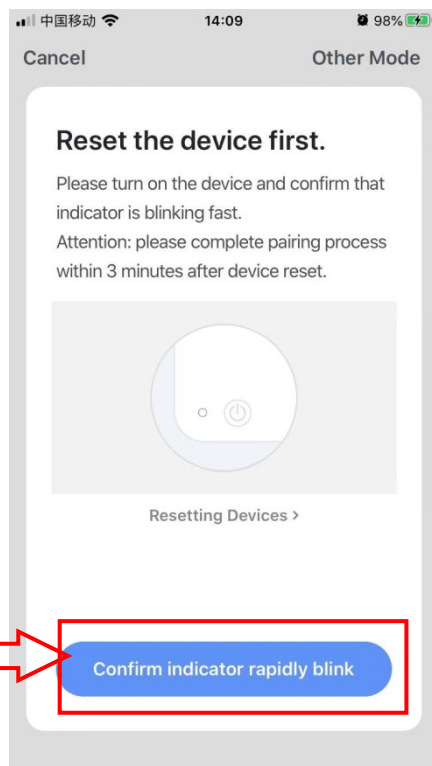 中国移动 14:09 98%
Cancel Other Mode
Reset the device first.
Please turn on the device and confirm that
indicator is blinking fast.
Attention: please complete pairing process
within 3 minutes after device reset.
Resetting Devices >
Confirm indicator rapidly blink